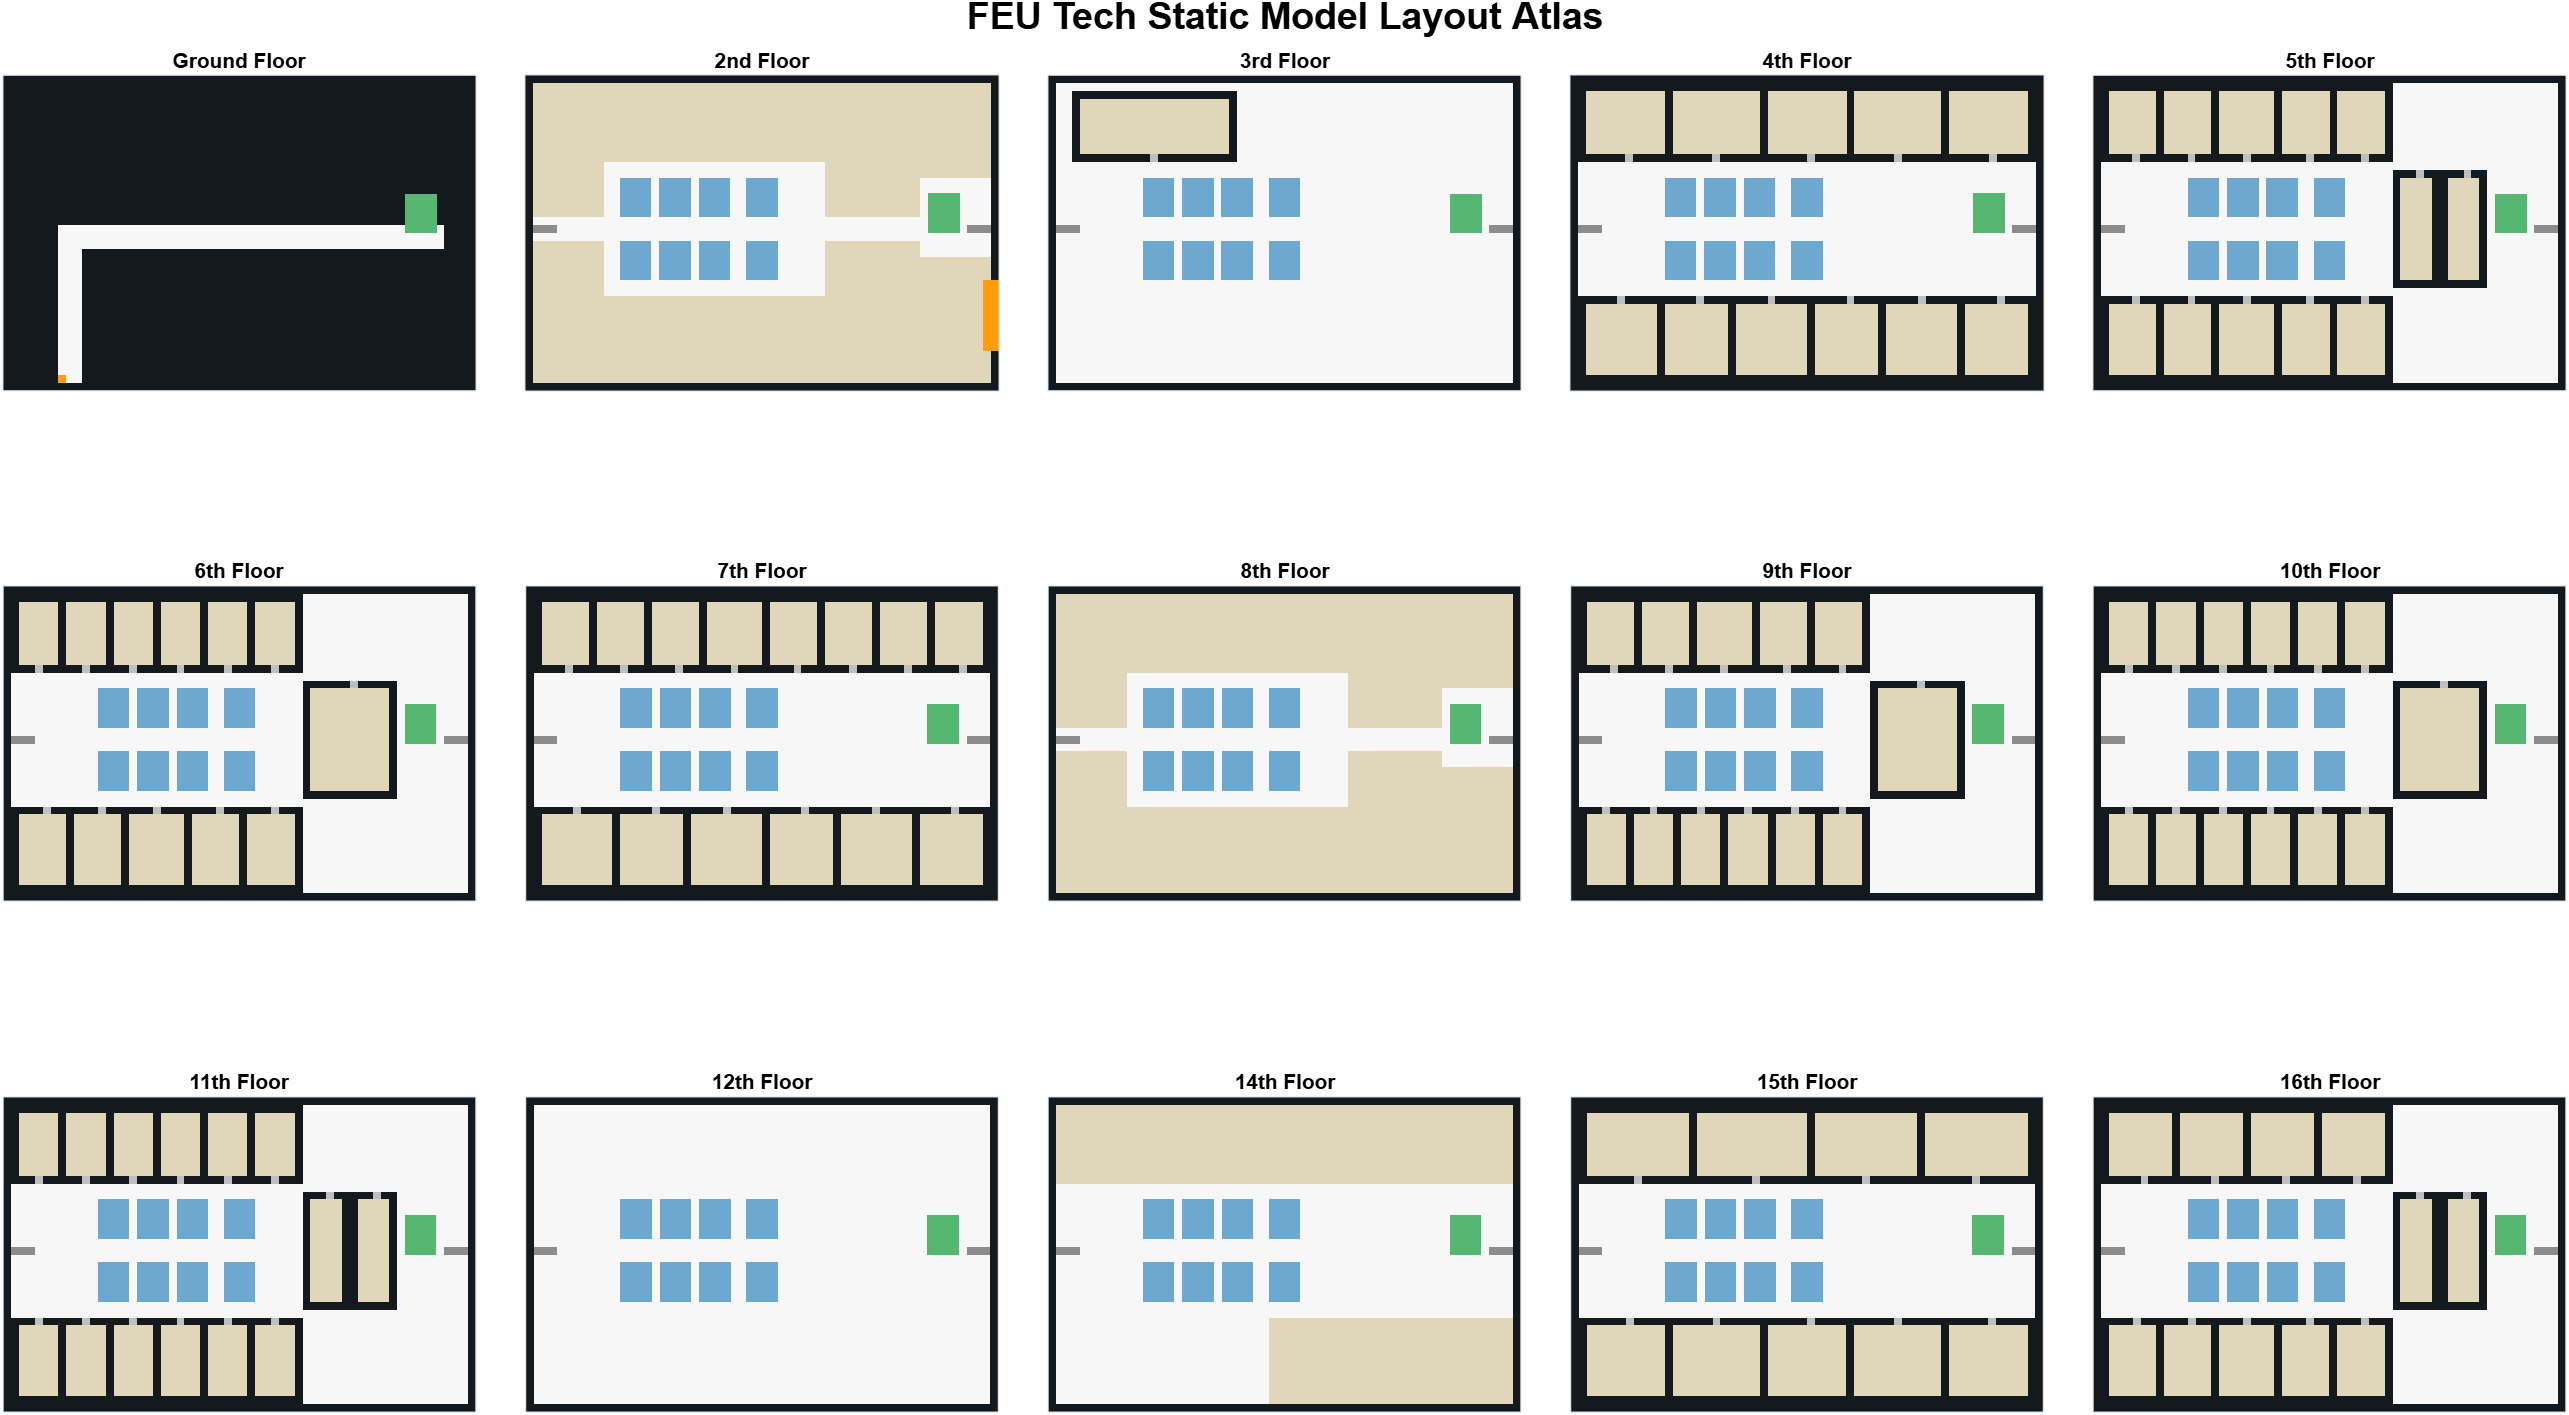 FEU Tech Static Model Layout Atlas
Ground Floor
2nd Floor
3rd Floor
4th Floor
5th Floor
6th Floor
7th Floor
8th Floor
9th Floor
10th Floor
11th Floor
12th Floor
14th Floor
15th Floor
16th Floor